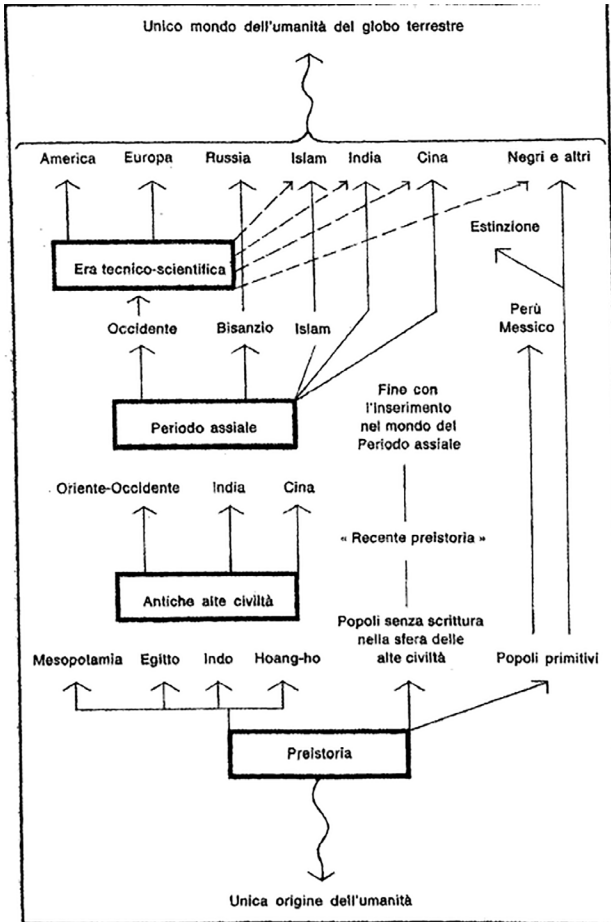 Unico mondo dell'umanità del globo terrestre
America Europa Russia Islam India Cina Negri e altri
Estinzione
Era tecnico-scientifica
Perù
Messico
Occidente Bisanzio Islam
Fino con
l'inserimento
nel mondo del
Periodo assiale
Periodo assiale
Oriente-Occidente India Cina
« Recente preistoria »
Antiche alte civiltà
Popoli senza scrittura
nella sfera delle
alte civiltà
Mesopotamia Egitto Indo Hoang-ho
Popoli primitivi
Preistoria
Unica origine dell'umanità